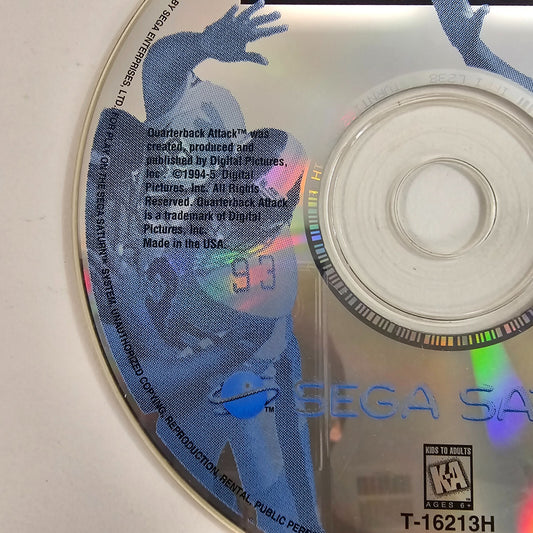 BY SEGA ENTERPRISES, LTD. FOR PLAY ON THE SEGA SATURN™ SYSTEM. UNAUTHORIZED COPYING, REPRODUCTION, RENTAL, PUBLIC
Quarterback Attack™ was
created, produced and
published by Digital Pictures,
Inc. ©1994-5 Digital
Pictures, Inc. All Rights
Reserved. Quarterback Attack
is a trademark of Digital
Pictures, Inc.
Made in the USA.
93
SEGA SA
KIDS TO ADULTS
K-A
AGES 6+
T-16213H